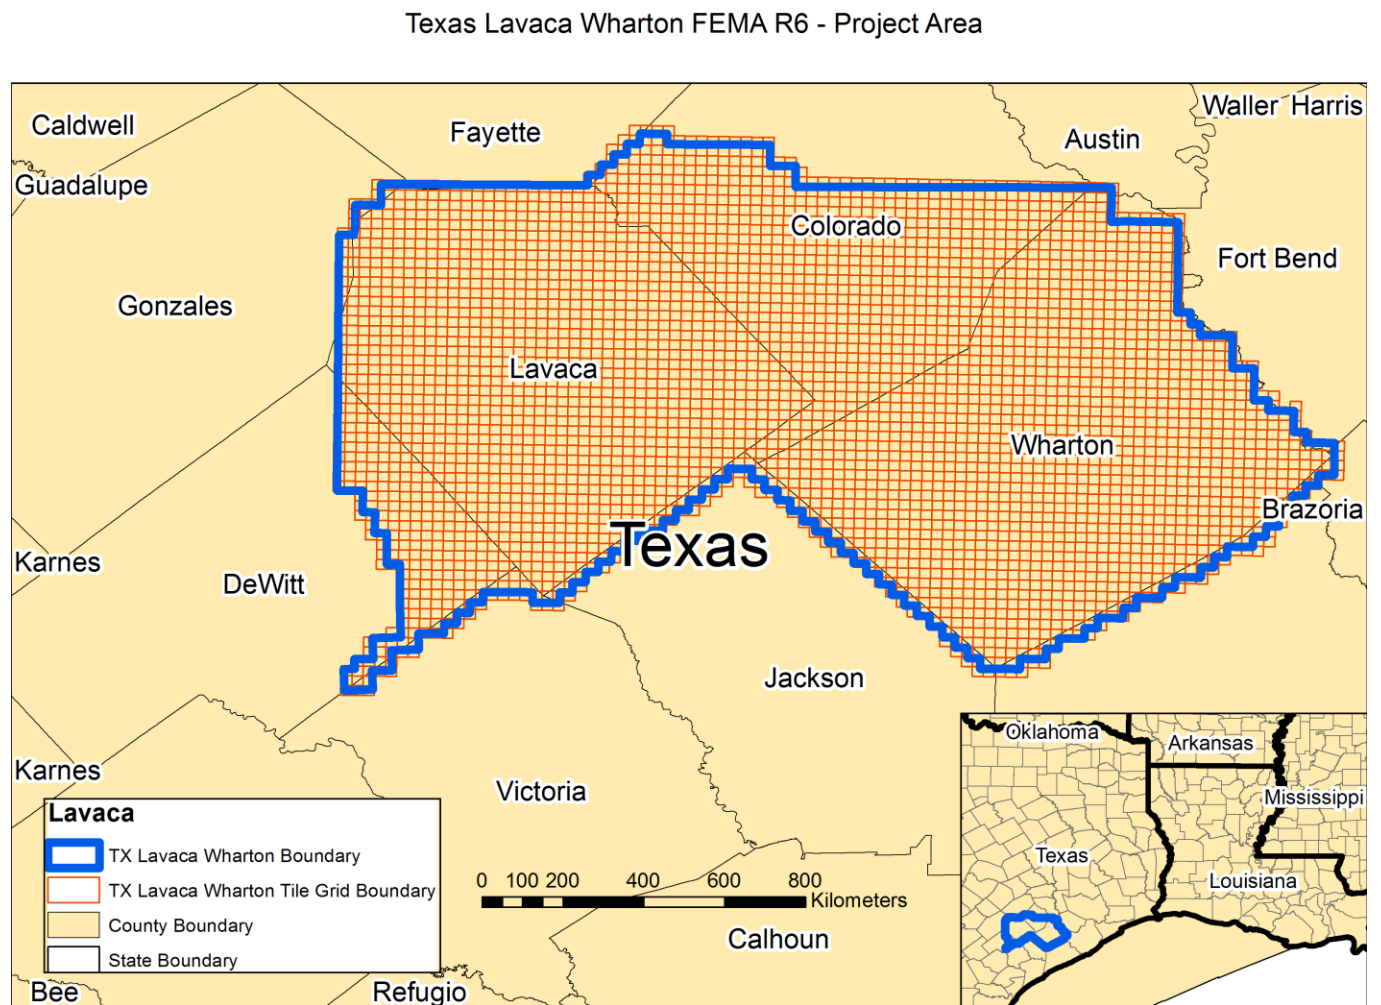 Texas Lavaca Wharton FEMA R6 - Project Area
Waller Harris
Caldwell
Fayette
Austin
Guadalupe
Colorado
Fort Bend
Gonzales
Lavaca
Wharton
Brazoria
Texas
Karnes
DeWitt
Jackson
Karnes
Victoria
Calhoun
Bee
Refugio
Lavaca
TX Lavaca Wharton Boundary
TX Lavaca Wharton Tile Grid Boundary
County Boundary
State Boundary
0 100 200 400 600 800
Kilometers
Oklahoma
Arkansas
Mississippi
Texas
Louisiana